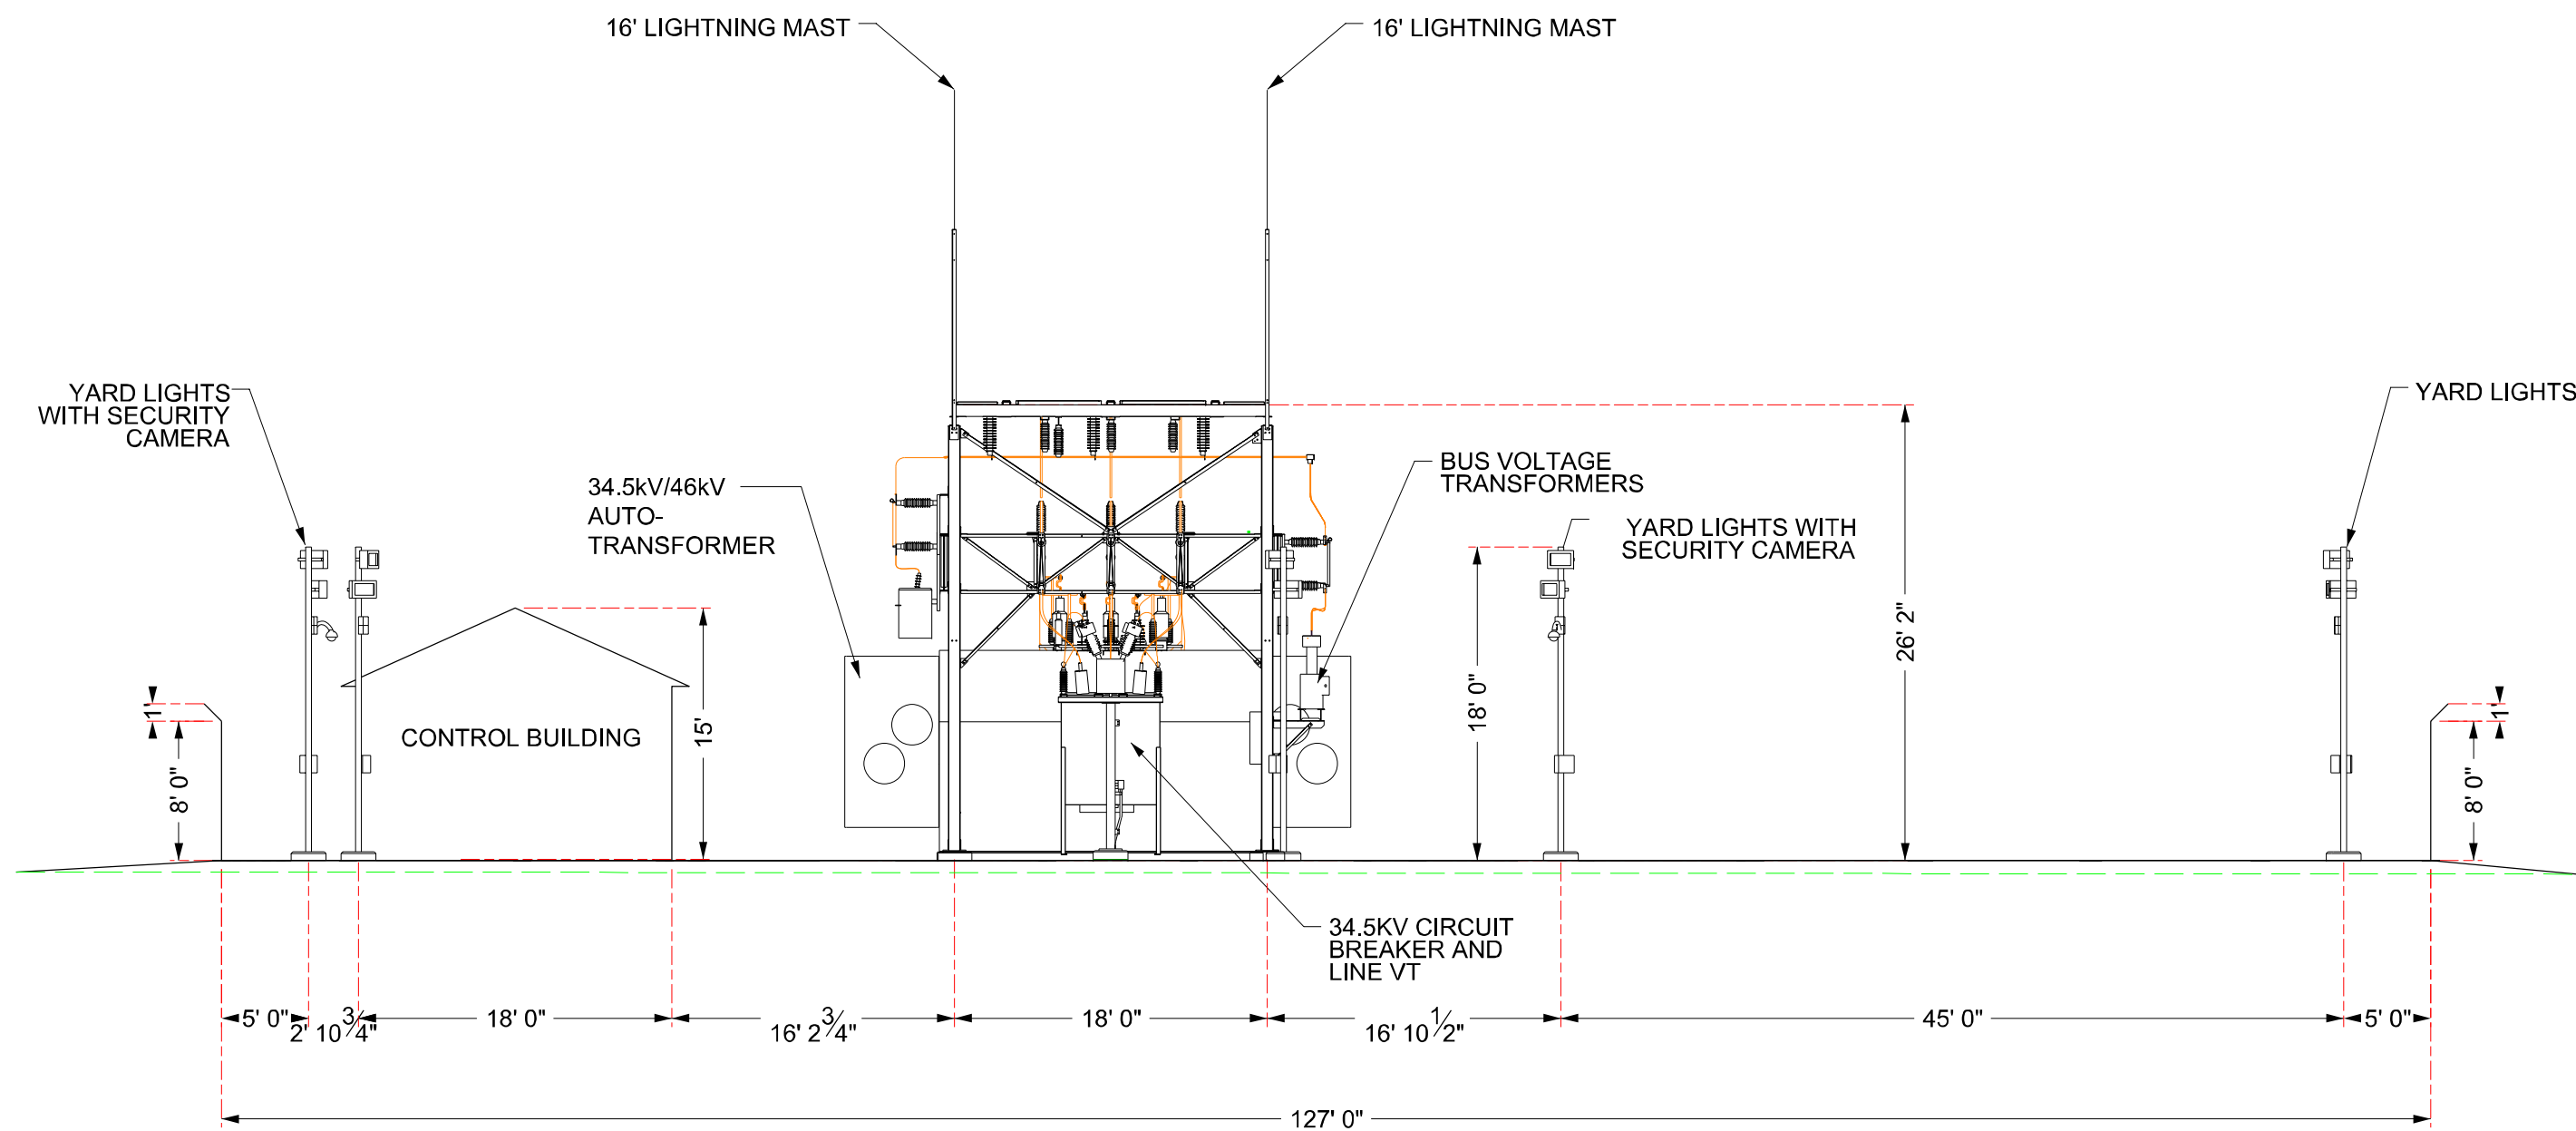 16' LIGHTNING MAST
16' LIGHTNING MAST
YARD LIGHTS
WITH SECURITY
CAMERA
YARD LIGHTS
34.5kV/46kV
AUTO-
TRANSFORMER
BUS VOLTAGE
TRANSFORMERS
YARD LIGHTS WITH
SECURITY CAMERA
26' 2"
18' 0"
15'
1'
1'
CONTROL BUILDING
8' 0"
8' 0"
34.5KV CIRCUIT
BREAKER AND
LINE VT
5' 0"
2' 10 3/4"
18' 0"
16' 2 3/4"
18' 0"
16' 10 1/2"
45' 0"
5' 0"
127' 0"